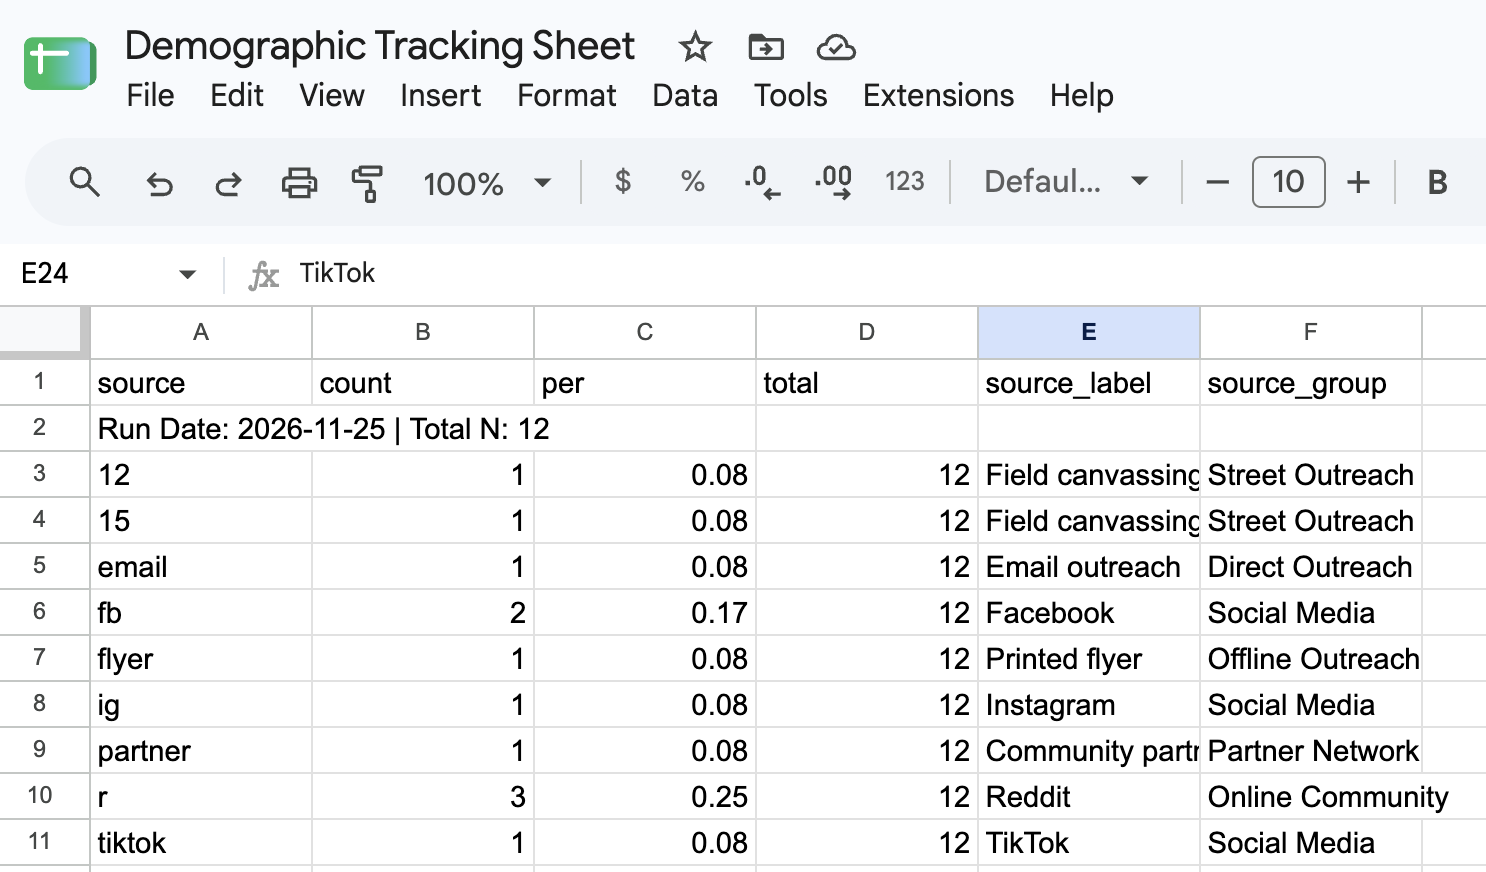 Demographic Tracking Sheet
File Edit View Insert Format Data Tools Extensions Help
100% $ % .0 .00 123 Defaul... 10 B
E24 fx TikTok
A B C D E F
1 source count per total source_label source_group
2 Run Date: 2026-11-25 | Total N: 12
3 12 1 0.08 12 Field canvassing Street Outreach
4 15 1 0.08 12 Field canvassing Street Outreach
5 email 1 0.08 12 Email outreach Direct Outreach
6 fb 2 0.17 12 Facebook Social Media
7 flyer 1 0.08 12 Printed flyer Offline Outreach
8 ig 1 0.08 12 Instagram Social Media
9 partner 1 0.08 12 Community partr Partner Network
10 r 3 0.25 12 Reddit Online Community
11 tiktok 1 0.08 12 TikTok Social Media